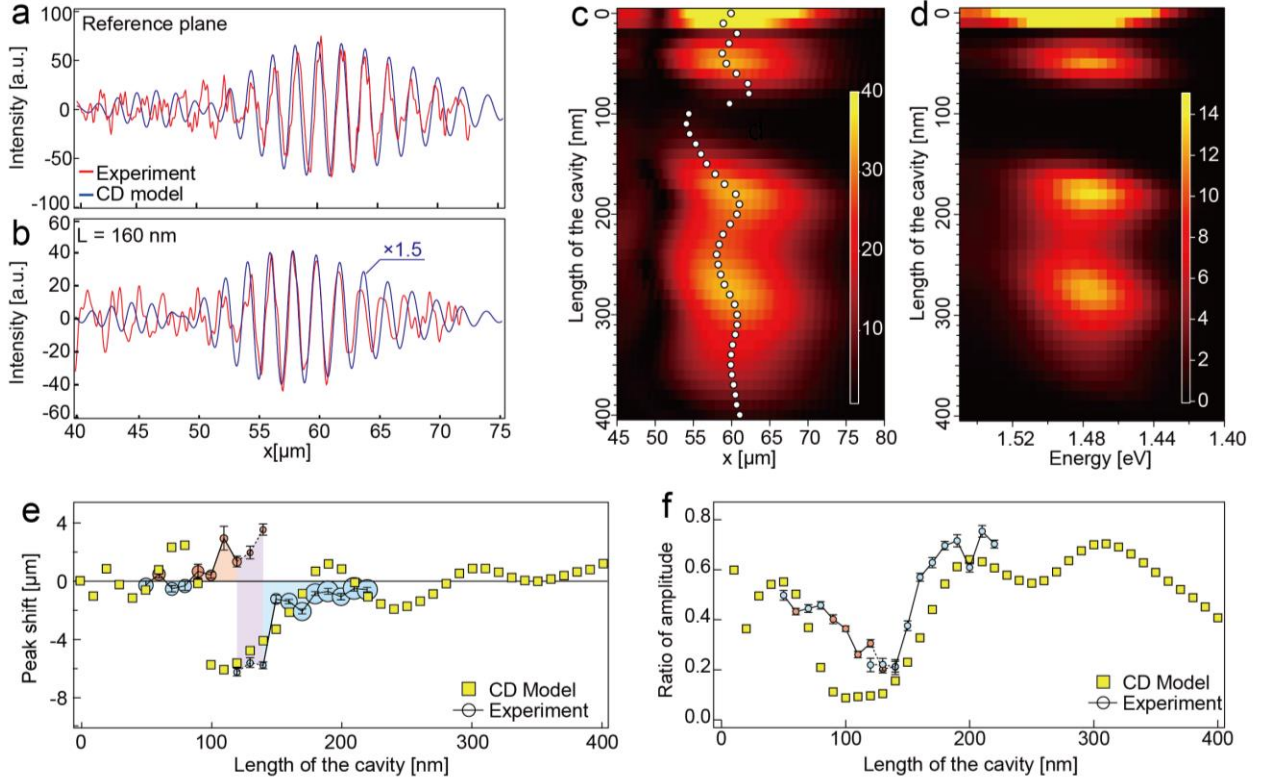 a
Reference plane
Intensity [a.u.]
100
50
0
-50
-100
Experiment
CD model
b
L = 160 nm
×1.5
Intensity [a.u.]
60
40
20
0
-20
-40
-60
40 45 50 55 60 65 70 75
x[μm]
c
Length of the cavity [nm]
0
100
200
300
400
d
40
30
20
10
45 50 55 60 65 70 75 80
x [μm]
d
Length of the cavity [nm]
0
100
200
300
400
14
12
10
8
6
4
2
0
1.52 1.48 1.44 1.40
Energy [eV]
e
Peak shift [μm]
4
0
-4
-8
CD Model
Experiment
0 100 200 300 400
Length of the cavity [nm]
f
Ratio of amplitude
0.8
0.6
0.4
0.2
0.0
CD Model
Experiment
0 100 200 300 400
Length of the cavity [nm]